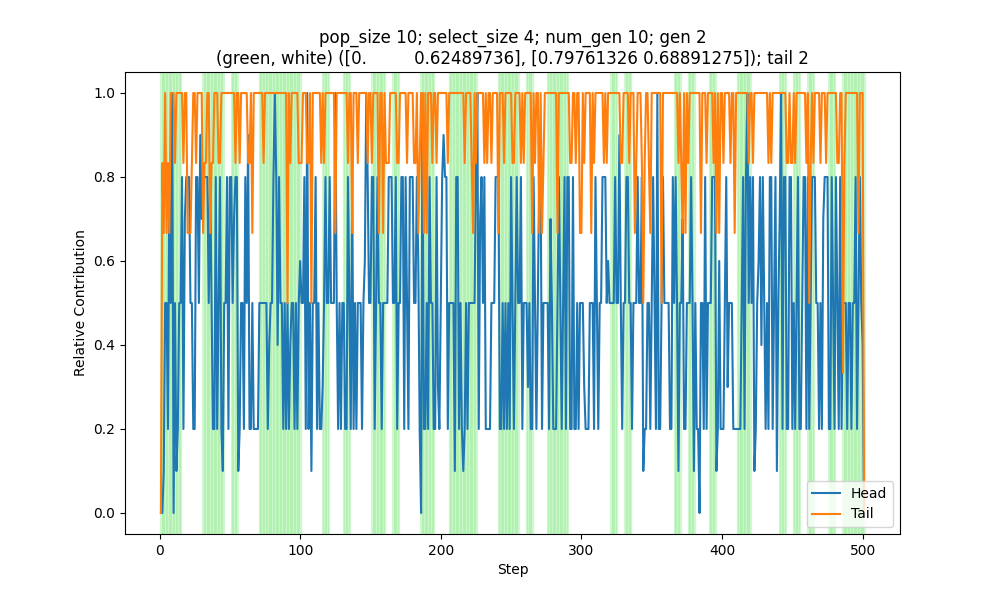 pop_size 10; select_size 4; num_gen 10; gen 2
(green, white) ([0.         0.62489736], [0.79761326 0.68891275]); tail 2
1.0
0.8
0.6
0.4
0.2
0.0
Relative Contribution
0
100
200
300
400
500
Step
Head
Tail